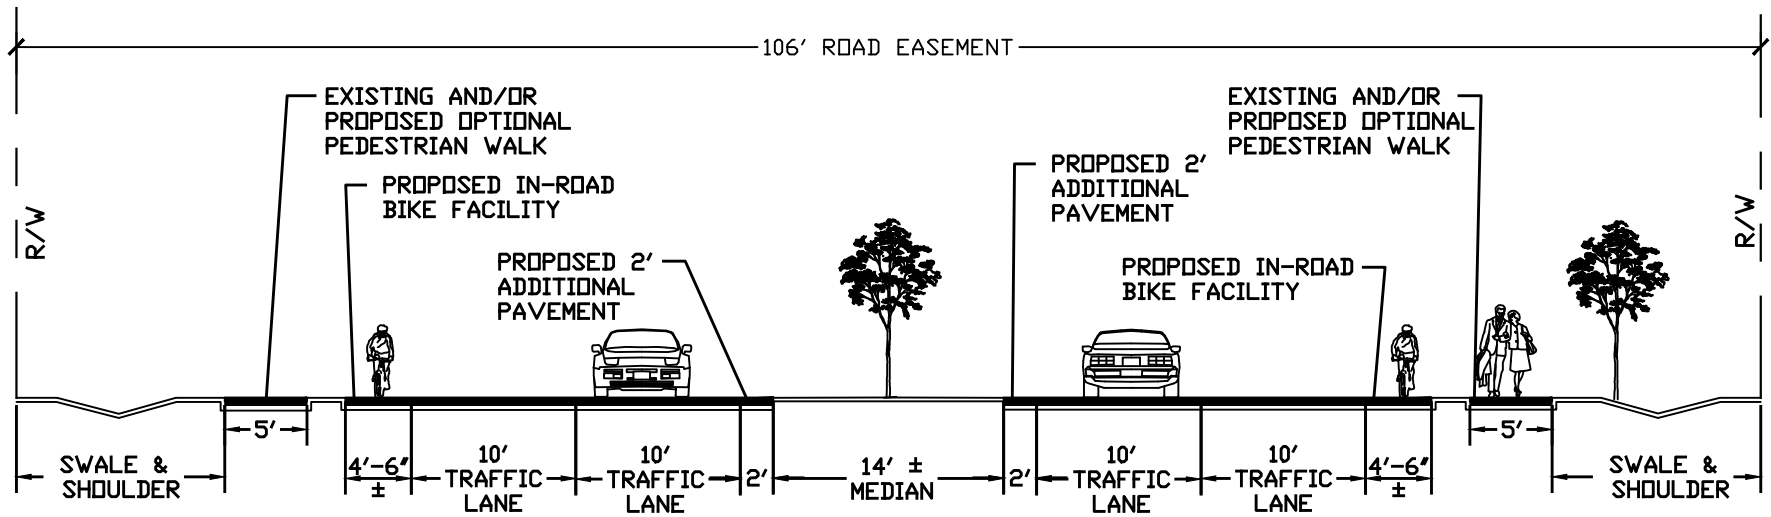 106' ROAD EASEMENT
EXISTING AND/OR
PROPOSED OPTIONAL
PEDESTRIAN WALK
PROPOSED IN-ROAD
BIKE FACILITY
PROPOSED 2'
ADDITIONAL
PAVEMENT
PROPOSED 2'
ADDITIONAL
PAVEMENT
EXISTING AND/OR
PROPOSED OPTIONAL
PEDESTRIAN WALK
PROPOSED IN-ROAD
BIKE FACILITY
R/W
R/W
SWALE &
SHOULDER
5'
4'-6"
±
10'
TRAFFIC
LANE
10'
TRAFFIC
LANE
2'
14' ±
MEDIAN
2'
10'
TRAFFIC
LANE
10'
TRAFFIC
LANE
4'-6"
±
5'
SWALE &
SHOULDER